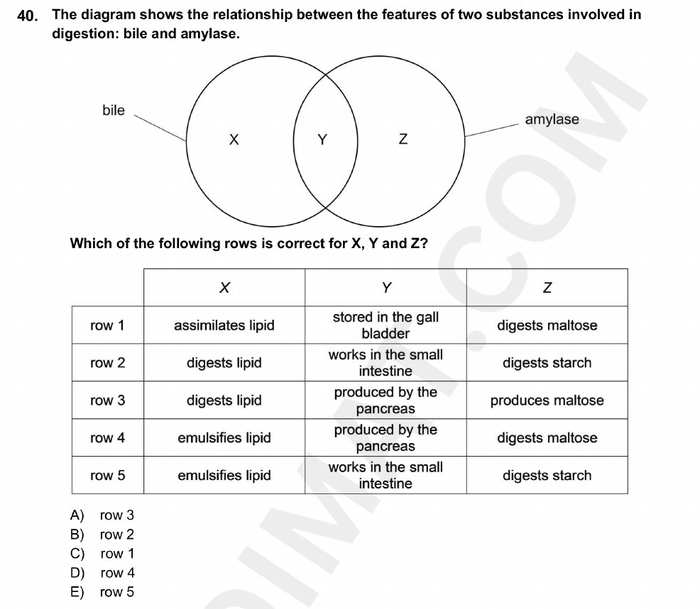 40. The diagram shows the relationship between the features of two substances involved in
digestion: bile and amylase.
bile
amylase
X Y Z
Which of the following rows is correct for X, Y and Z?
X Y Z
row 1 assimilates lipid stored in the gall bladder digests maltose
row 2 digests lipid works in the small intestine digests starch
row 3 digests lipid produced by the pancreas produces maltose
row 4 emulsifies lipid produced by the pancreas digests maltose
row 5 emulsifies lipid works in the small intestine digests starch
A) row 3
B) row 2
C) row 1
D) row 4
E) row 5